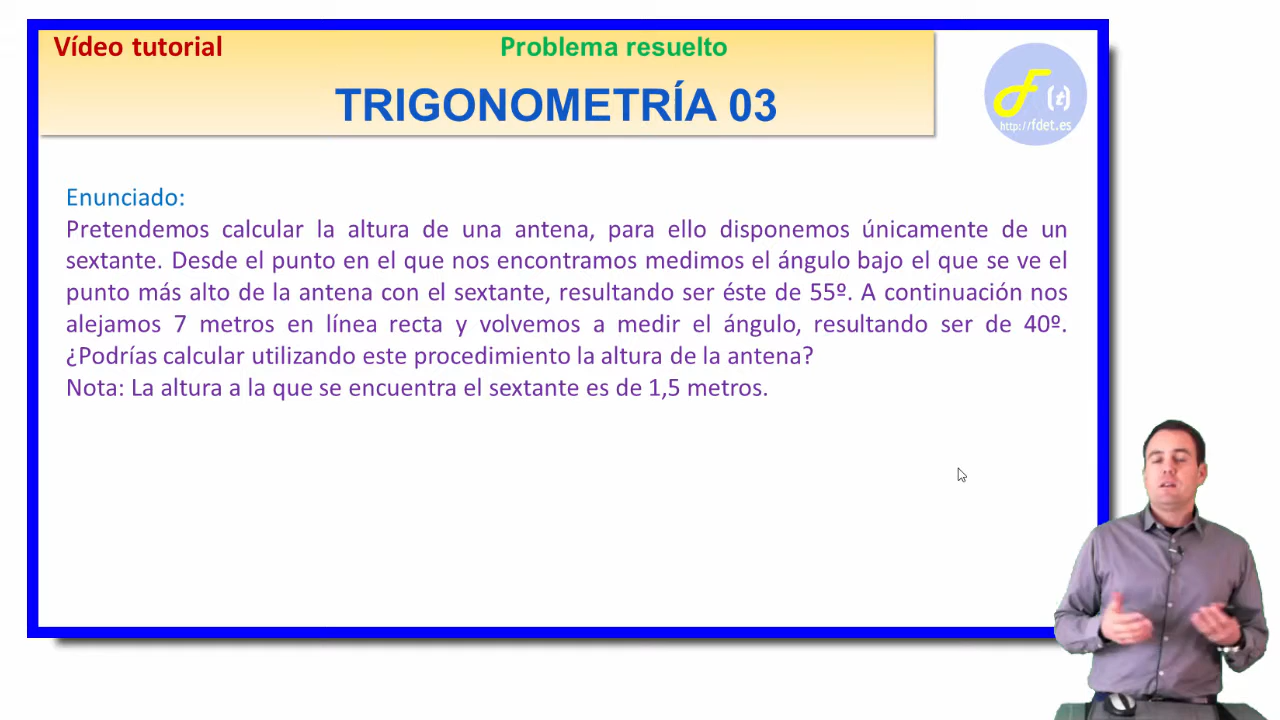 Vídeo tutorial
Problema resuelto
TRIGONOMETRÍA 03
F (t)
http://fdet.es
Enunciado:
Pretendemos calcular la altura de una antena, para ello disponemos únicamente de un
sextante. Desde el punto en el que nos encontramos medimos el ángulo bajo el que se ve el
punto más alto de la antena con el sextante, resultando ser éste de 55º. A continuación nos
alejamos 7 metros en línea recta y volvemos a medir el ángulo, resultando ser de 40º.
¿Podrías calcular utilizando este procedimiento la altura de la antena?
Nota: La altura a la que se encuentra el sextante es de 1,5 metros.